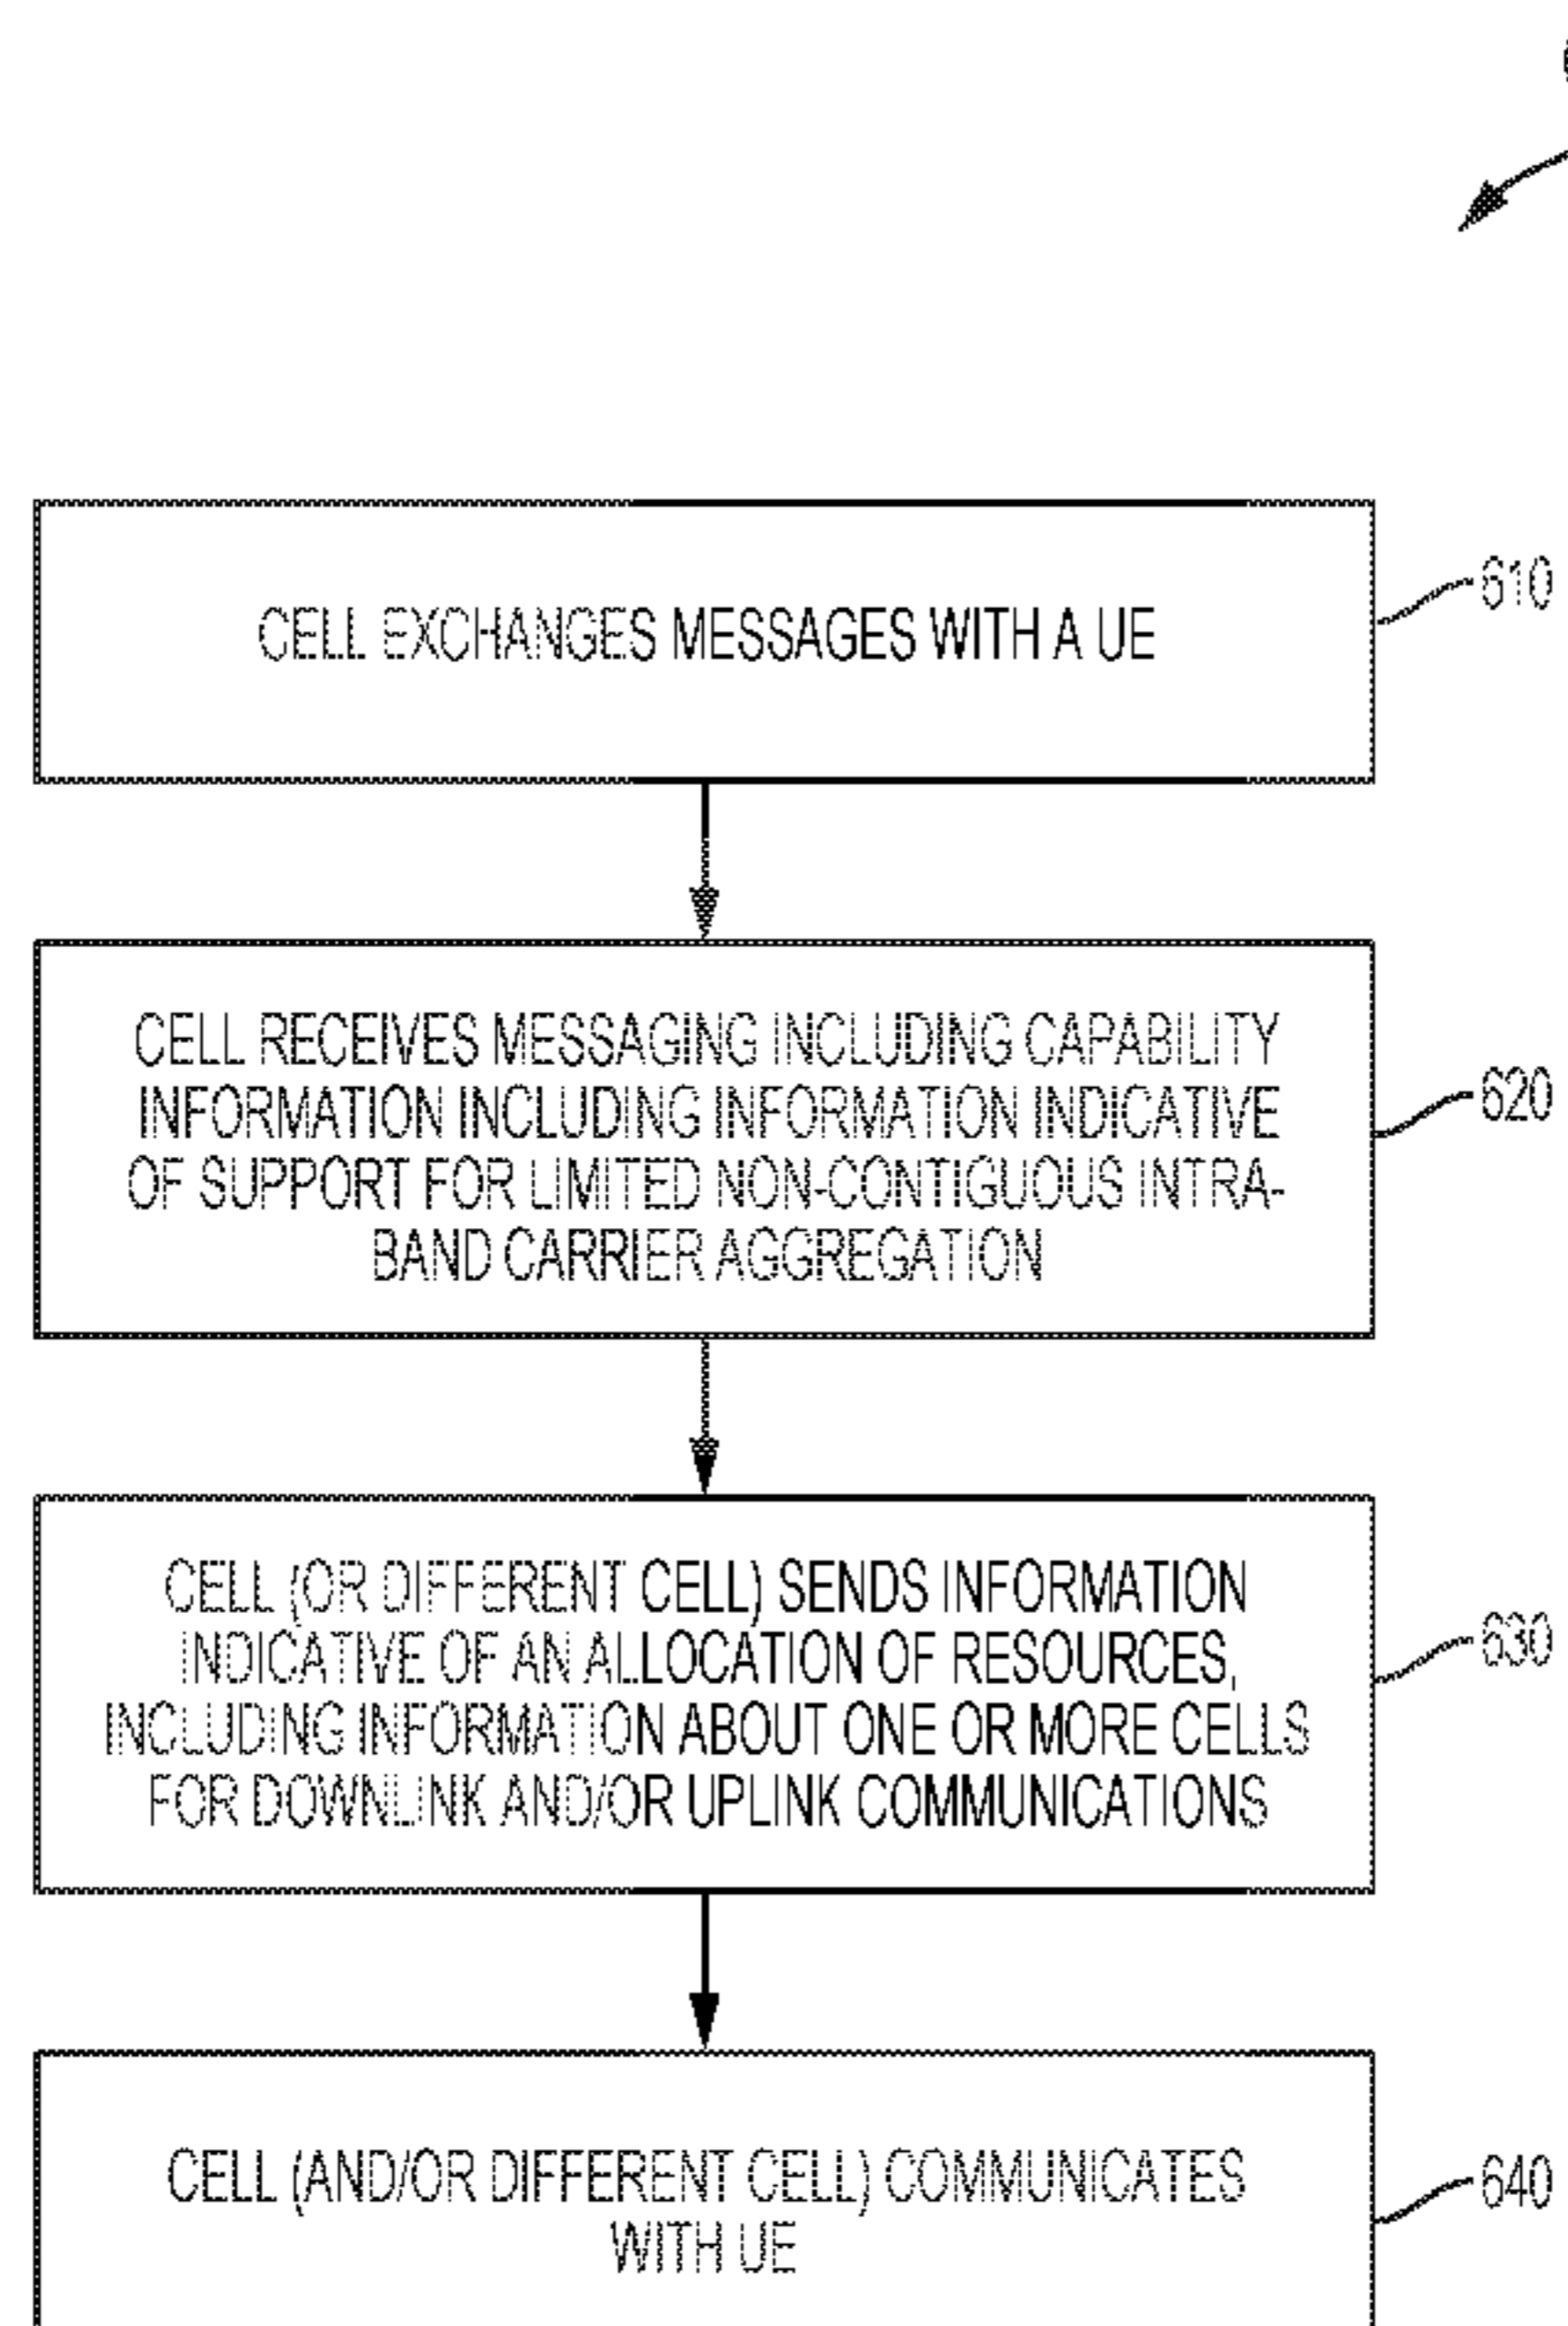 CELL EXCHANGES MESSAGES WITH A UE
610
CELL RECEIVES MESSAGING INCLUDING CAPABILITY
INFORMATION INCLUDING INFORMATION INDICATIVE
OF SUPPORT FOR LIMITED NON-CONTIGUOUS INTRA-
BAND CARRIER AGGREGATION
620
CELL (OR DIFFERENT CELL) SENDS INFORMATION
INDICATIVE OF AN ALLOCATION OF RESOURCES,
INCLUDING INFORMATION ABOUT ONE OR MORE CELLS
FOR DOWNLINK AND/OR UPLINK COMMUNICATIONS
630
CELL (AND/OR DIFFERENT CELL) COMMUNICATES
WITH UE
640